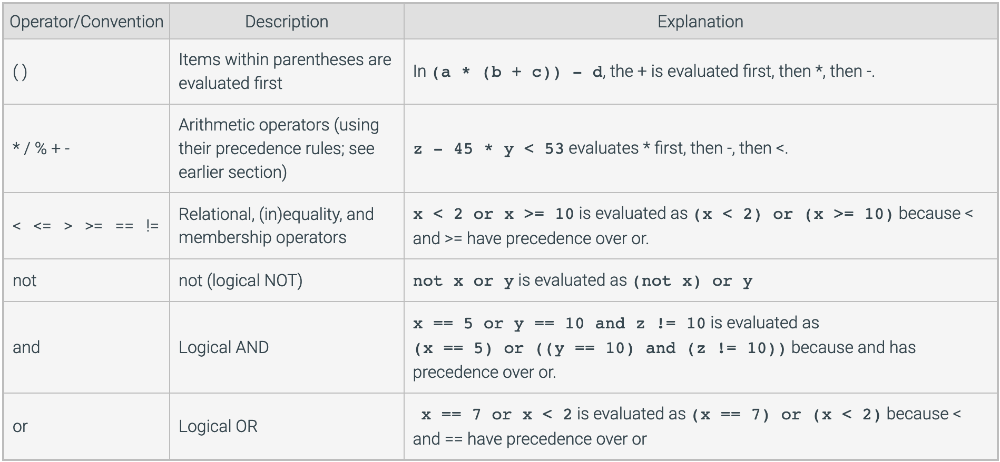 Operator/Convention Description Explanation
()
Items within parentheses are
evaluated first
In (a * (b + c)) - d, the + is evaluated first, then *, then -.
* / % + -
Arithmetic operators (using
their precedence rules; see
earlier section)
z - 45 * y < 53 evaluates * first, then -, then <.
< <= > >= == !=
Relational, (in)equality, and
membership operators
x < 2 or x >= 10 is evaluated as (x < 2) or (x >= 10) because <
and >= have precedence over or.
not
not (logical NOT)
not x or y is evaluated as (not x) or y
and
Logical AND
x == 5 or y == 10 and z != 10 is evaluated as
(x == 5) or ((y == 10) and (z != 10)) because and has
precedence over or.
or
Logical OR
x == 7 or x < 2 is evaluated as (x == 7) or (x < 2) because <
and == have precedence over or